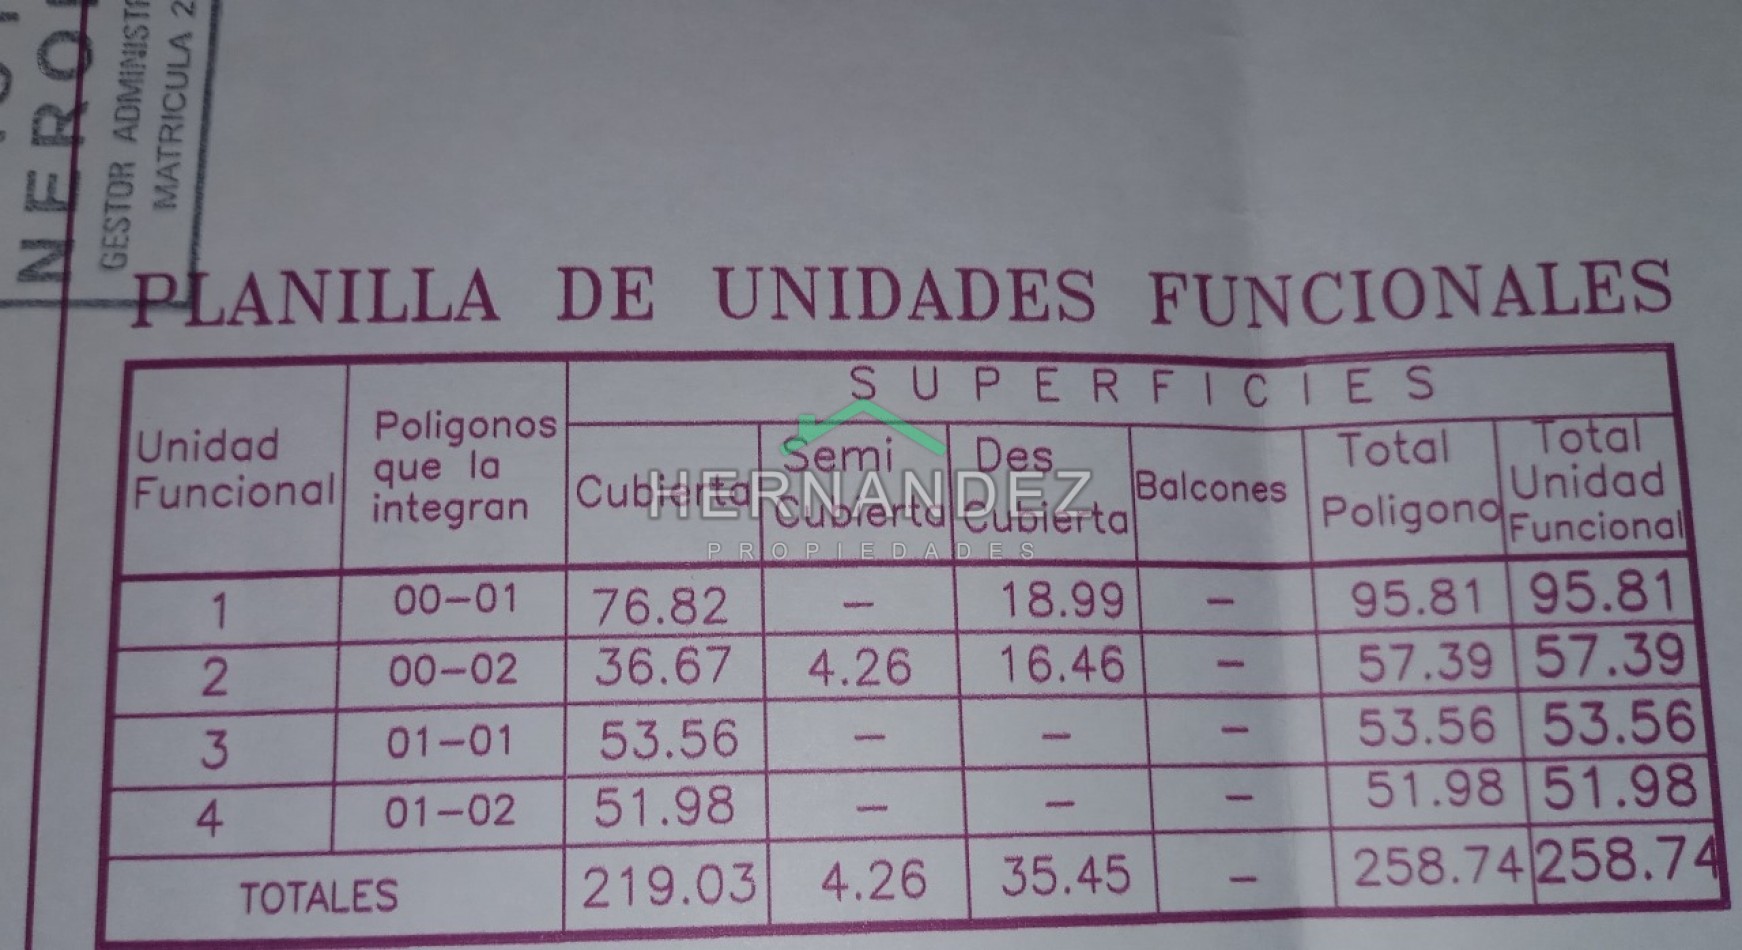 NFRO
GESTOR ADMINIST
MATRICULA 2
PLANILLA DE UNIDADES FUNCIONALES
Unidad Funcional
Poligonos que la integran
SUPERFICIES
Cubierta
Semi Cubierta
Des Cubierta
Balcones
Total Poligono
Total Unidad Funcional
HERNANDEZ
PROPIEDADES
1 00-01 76.82 - 18.99 - 95.81 95.81
2 00-02 36.67 4.26 16.46 - 57.39 57.39
3 01-01 53.56 - - - 53.56 53.56
4 01-02 51.98 - - - 51.98 51.98
TOTALES 219.03 4.26 35.45 - 258.74 258.74